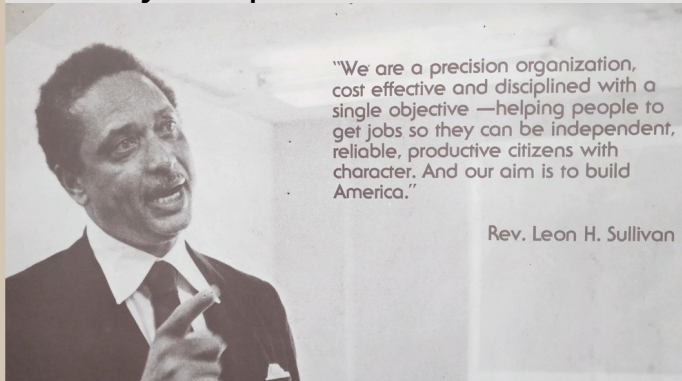 "We are a precision organization,
cost effective and disciplined with a
single objective —helping people to
get jobs so they can be independent,
reliable, productive citizens with
character. And our aim is to build
America."
Rev. Leon H. Sullivan